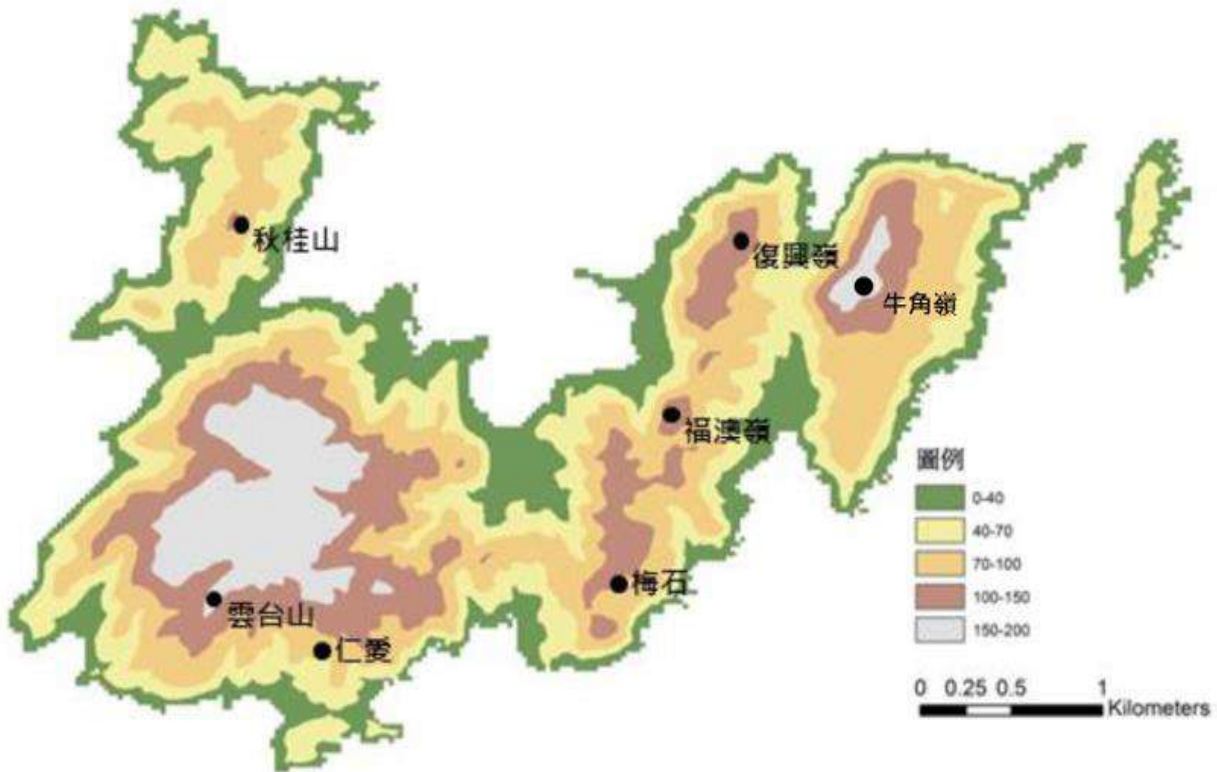 秋桂山
復興嶺
牛角嶺
福澳嶺
梅石
雲台山
仁愛
圖例
0-40
40-70
70-100
100-150
150-200
0 0.25 0.5 1
Kilometers